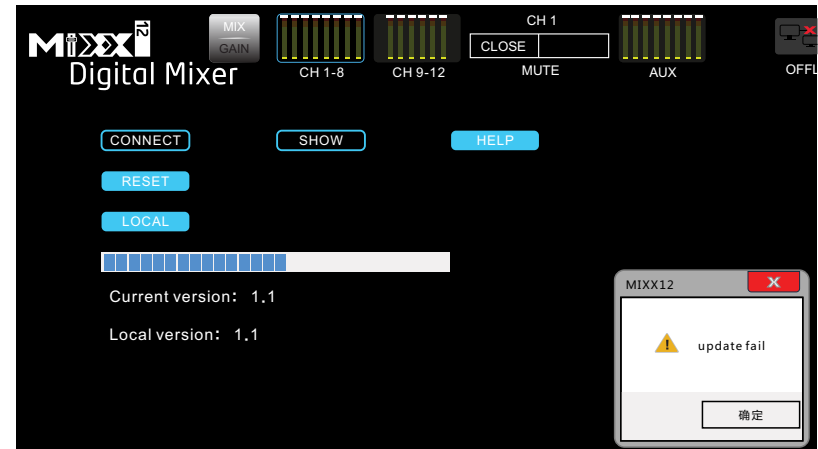 MiXX12
Digital Mixer
MIX
GAIN
CH 1-8
CH 9-12
CH 1
CLOSE
MUTE
AUX
OFFL
CONNECT
SHOW
HELP
RESET
LOCAL
Current version: 1.1
Local version: 1.1
MIXX12
X
update fail
确定